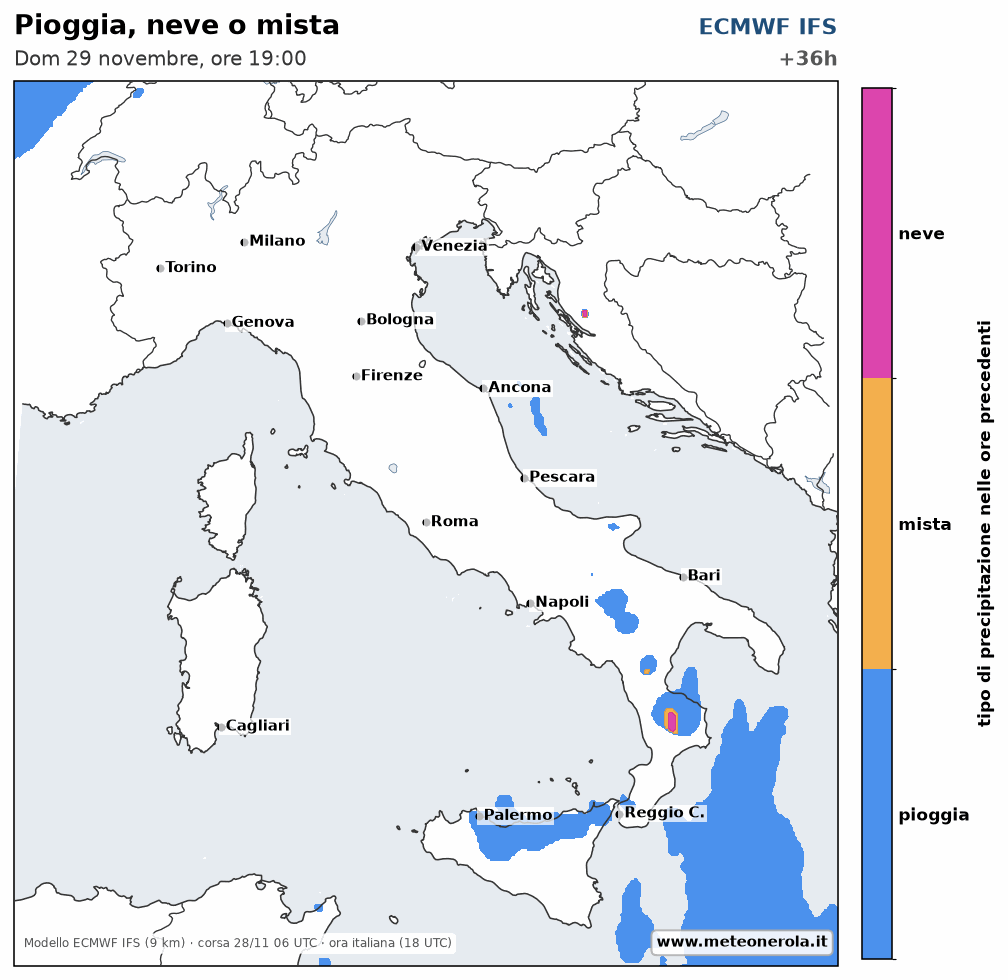 Pioggia, neve o mista
ECMWF IFS
Dom 29 novembre, ore 19:00
+36h
neve
Milano
Venezia
Torino
Genova
Bologna
Firenze
Ancona
Pescara
mista
Roma
Bari
Napoli
tipo di precipitazione nelle ore precedenti
Cagliari
Palermo
Reggio C.
pioggia
Modello ECMWF IFS (9 km) · corsa 28/11 06 UTC · ora italiana (18 UTC)
www.meteonerola.it